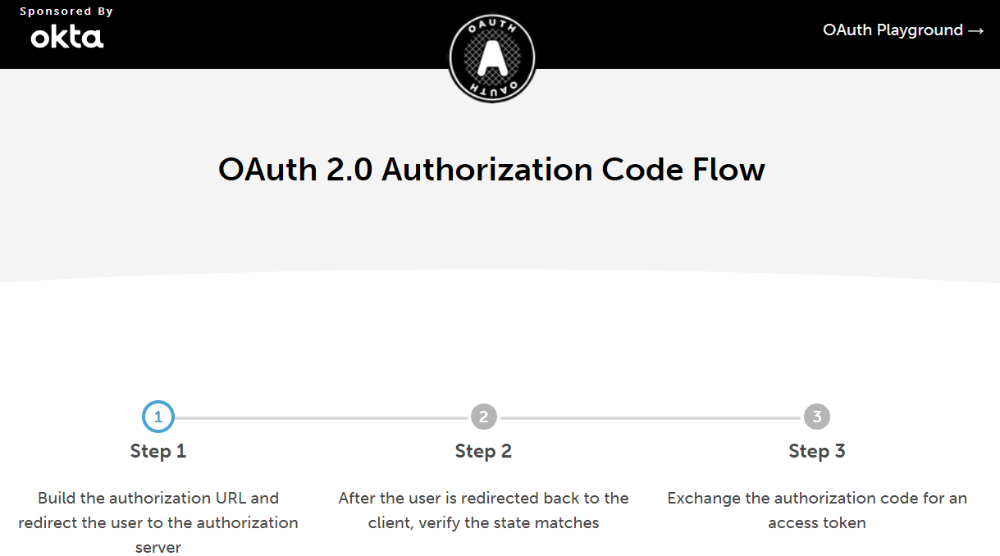 Sponsored By
okta
OAUTH
A
OAUTH
OAuth Playground →
OAuth 2.0 Authorization Code Flow
1
2
3
Step 1
Step 2
Step 3
Build the authorization URL and
redirect the user to the authorization
server
After the user is redirected back to the
client, verify the state matches
Exchange the authorization code for an
access token